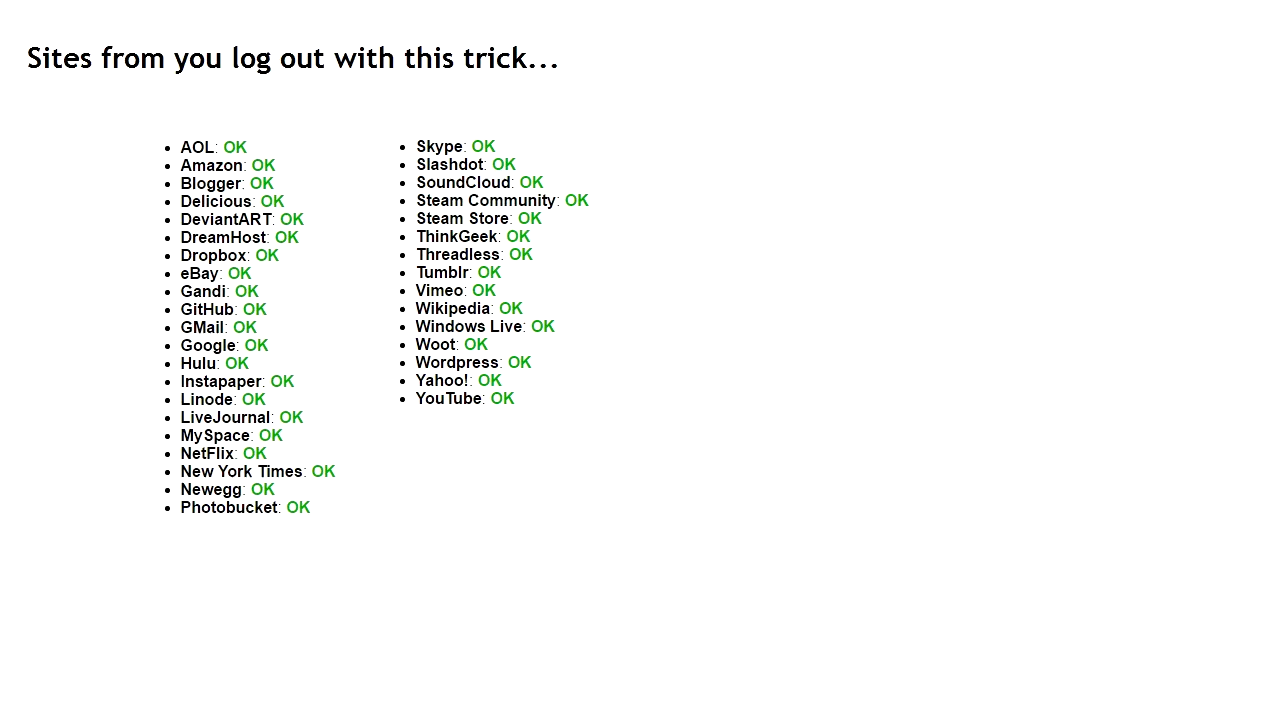 Sites from you log out with this trick...
AOL: OK
Amazon: OK
Blogger: OK
Delicious: OK
DeviantART: OK
DreamHost: OK
Dropbox: OK
eBay: OK
Gandi: OK
GitHub: OK
GMail: OK
Google: OK
Hulu: OK
Instapaper: OK
Linode: OK
LiveJournal: OK
MySpace: OK
NetFlix: OK
New York Times: OK
Newegg: OK
Photobucket: OK
Skype: OK
Slashdot: OK
SoundCloud: OK
Steam Community: OK
Steam Store: OK
ThinkGeek: OK
Threadless: OK
Tumblr: OK
Vimeo: OK
Wikipedia: OK
Windows Live: OK
Woot: OK
Wordpress: OK
Yahoo!: OK
YouTube: OK